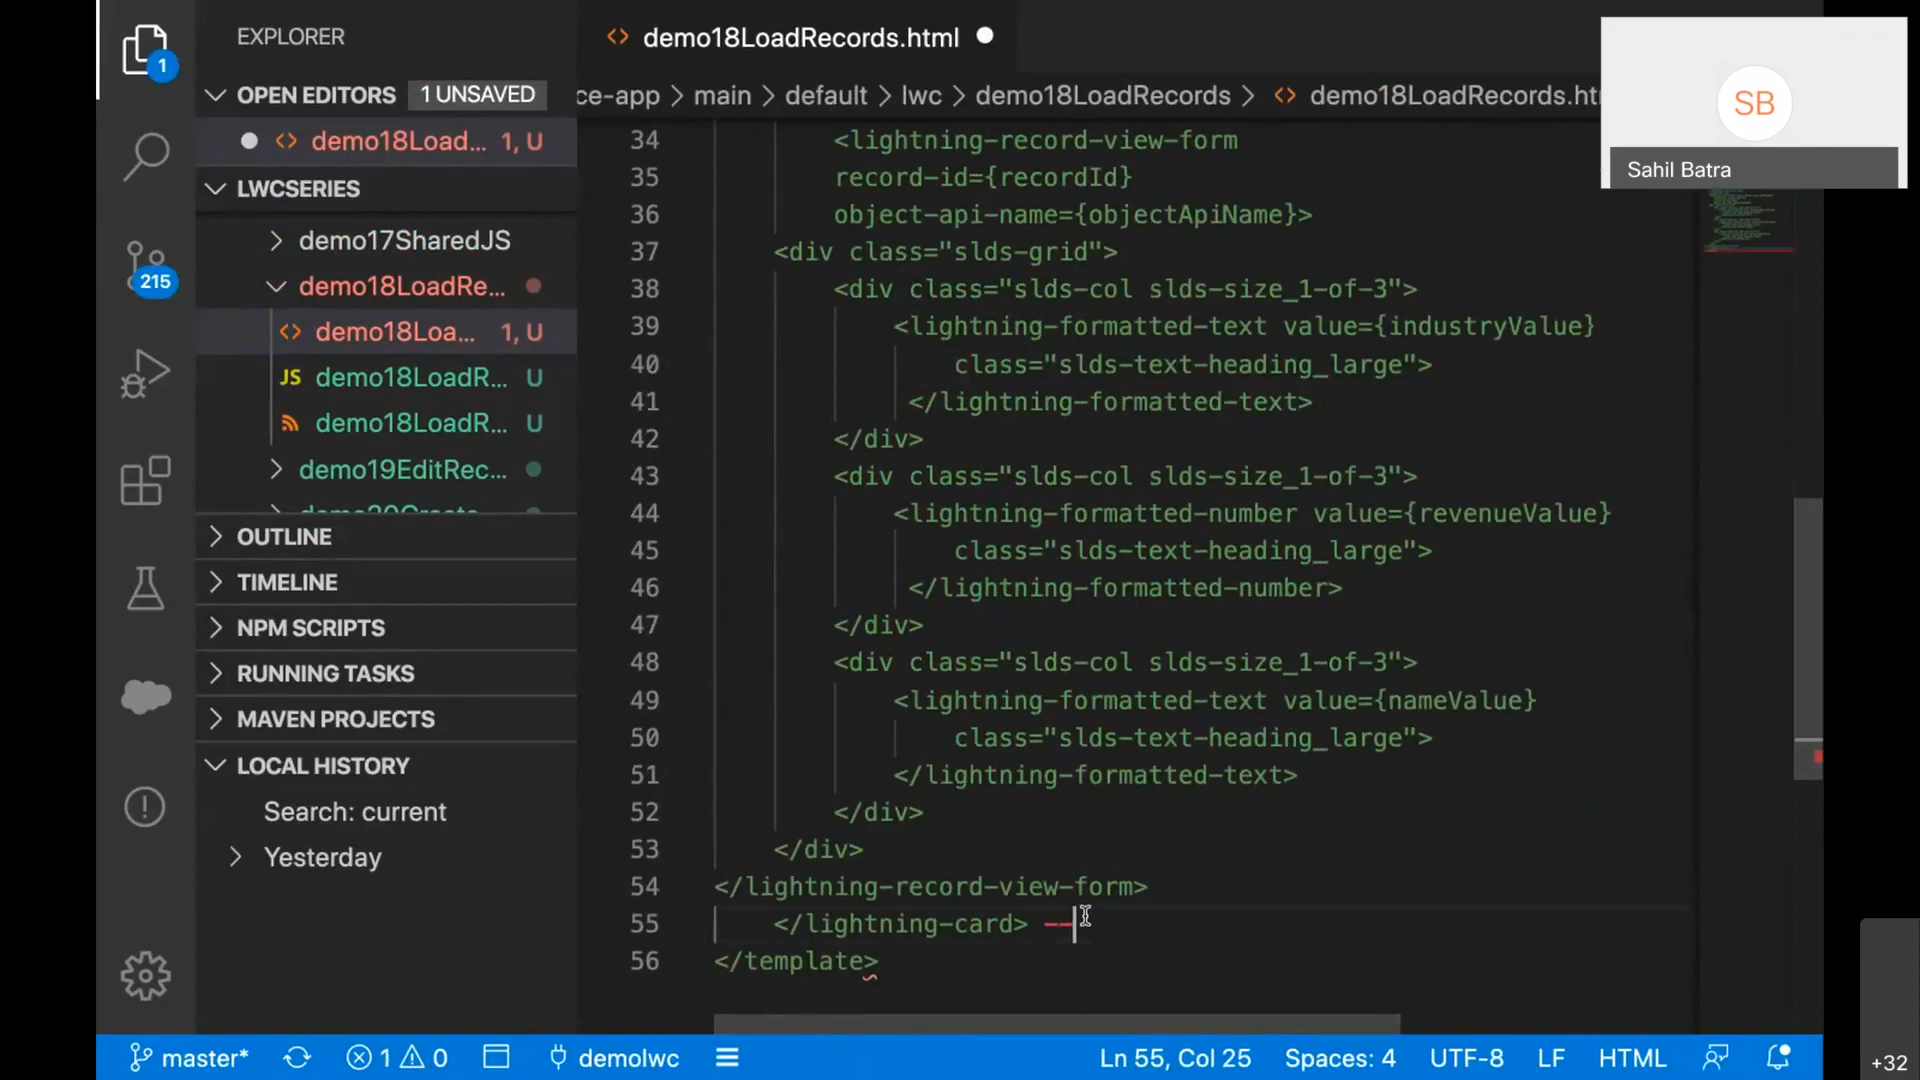 EXPLORER
1
OPEN EDITORS 1 UNSAVED
demo18Load... 1, U
LWCSERIES
demo17SharedJS
demo18LoadRe...
demo18Loa... 1, U
JS demo18LoadR... U
demo18LoadR... U
demo19EditRec...
215
OUTLINE
TIMELINE
NPM SCRIPTS
RUNNING TASKS
MAVEN PROJECTS
LOCAL HISTORY
Search: current
Yesterday
demo18LoadRecords.html
ce-app > main > default > lwc > demo18LoadRecords > demo18LoadRecords.ht
34 <lightning-record-view-form
35 record-id={recordId}
36 object-api-name={objectApiName}>
37 <div class="slds-grid">
38 <div class="slds-col slds-size_1-of-3">
39 <lightning-formatted-text value={industryValue}
40 class="slds-text-heading_large">
41 </lightning-formatted-text>
42 </div>
43 <div class="slds-col slds-size_1-of-3">
44 <lightning-formatted-number value={revenueValue}
45 class="slds-text-heading_large">
46 </lightning-formatted-number>
47 </div>
48 <div class="slds-col slds-size_1-of-3">
49 <lightning-formatted-text value={nameValue}
50 class="slds-text-heading_large">
51 </lightning-formatted-text>
52 </div>
53 </div>
54 </lightning-record-view-form>
55 </lightning-card> --
56 </template>
SB
Sahil Batra
master* 1 0 demolwc Ln 55, Col 25 Spaces: 4 UTF-8 LF HTML
+32